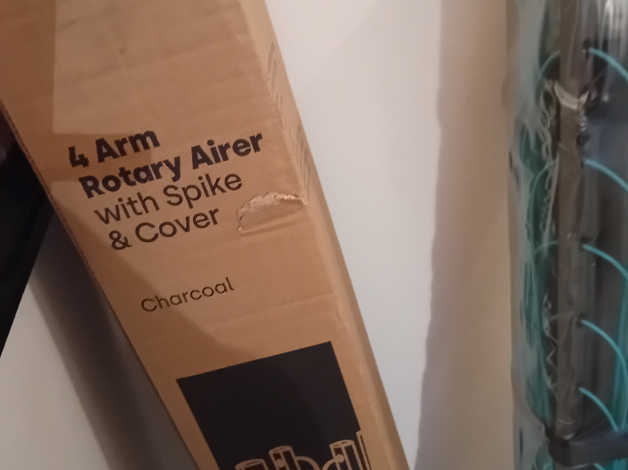 4 Arm
Rotary Airer
with Spike
& Cover
Charcoal